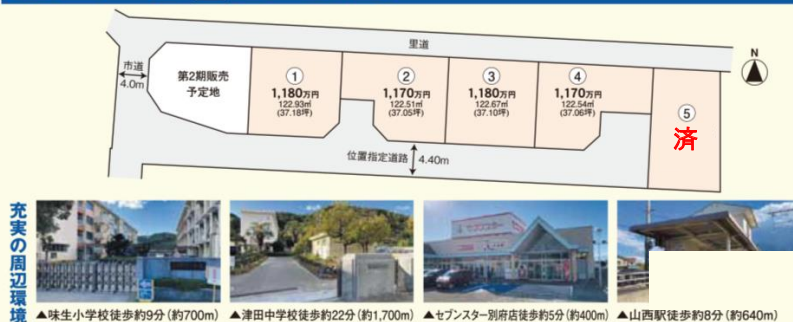 里道
市道
4.0m
第2期販売
予定地
①
1,180万円
122.93㎡
(37.18坪)
②
1,170万円
122.51㎡
(37.05坪)
③
1,180万円
122.67㎡
(37.10坪)
④
1,170万円
122.54㎡
(37.06坪)
⑤
済
N
位置指定道路 4.40m
充実の周辺環境
セブンスター
▲味生小学校徒歩約9分(約700m)
▲津田中学校徒歩約22分(約1,700m)
▲セブンスター別府店徒歩約5分(約400m)
▲山西駅徒歩約8分(約640m)